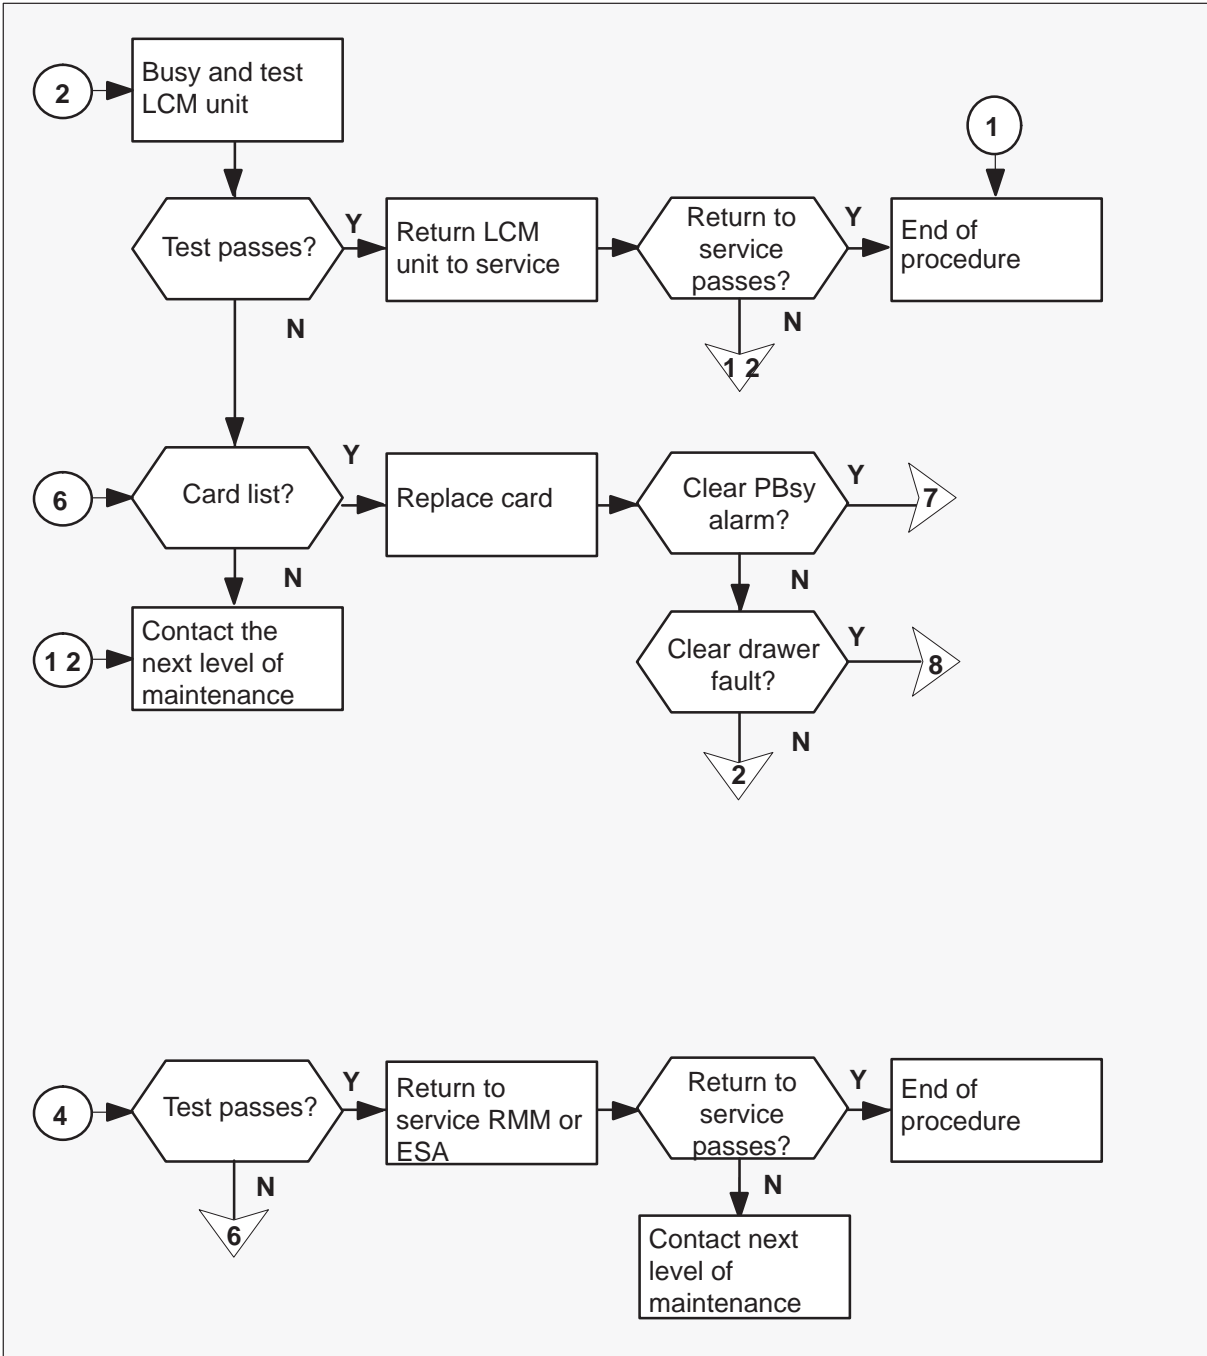 2
Busy and test
LCM unit
1
Test passes?
Y
Return LCM
unit to service
Return to
service
passes?
Y
End of
procedure
N
N
1 2
6
Card list?
Y
Replace card
Clear PBsy
alarm?
Y
7
N
N
1 2
Contact the
next level of
maintenance
Clear drawer
fault?
Y
8
N
2
4
Test passes?
Y
Return to
service RMM or
ESA
Return to
service
passes?
Y
End of
procedure
N
6
N
Contact next
level of
maintenance